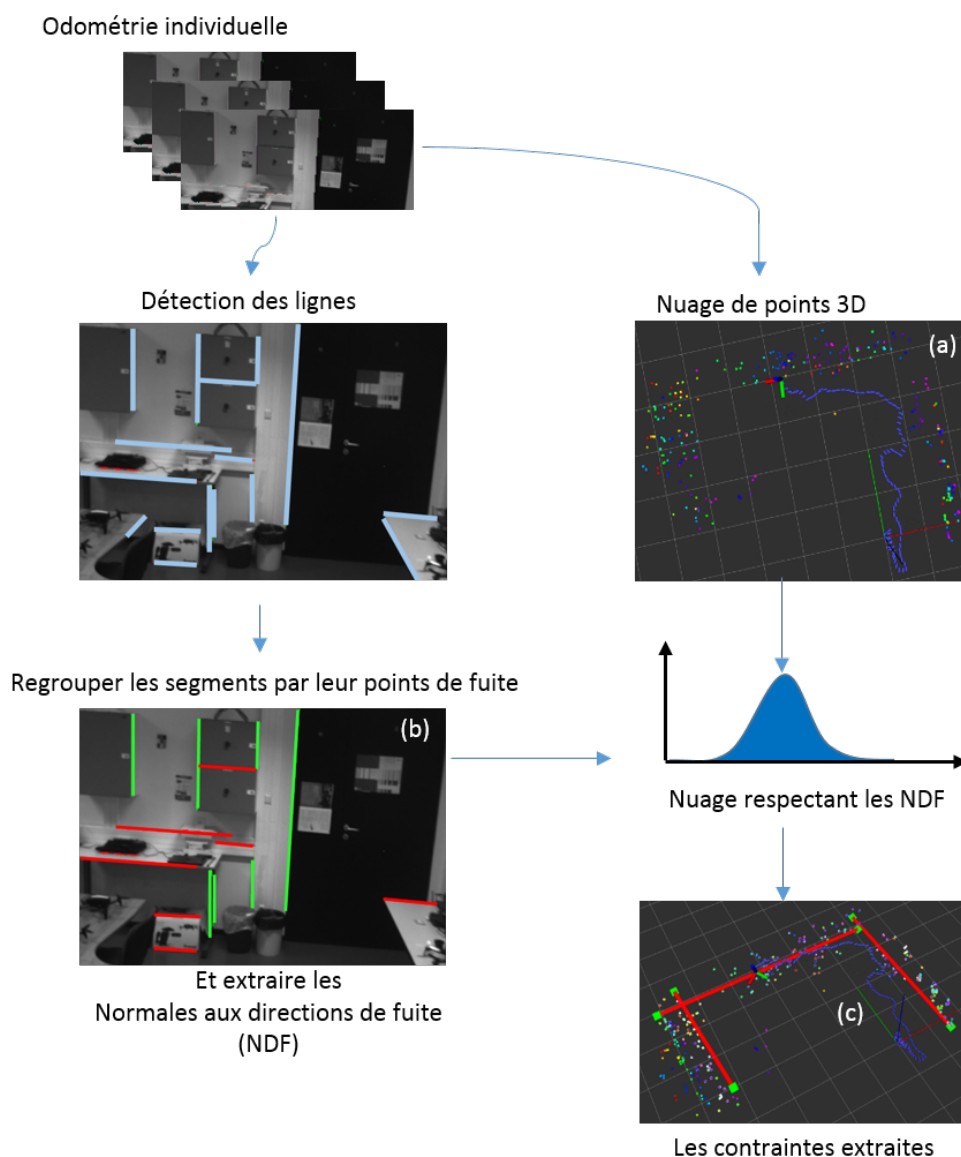 Odométrie individuelle
Détection des lignes
Nuage de points 3D
(a)
Regrouper les segments par leur points de fuite
(b)
Nuage respectant les NDF
Et extraire les
Normales aux directions de fuite
(NDF)
(c)
Les contraintes extraites